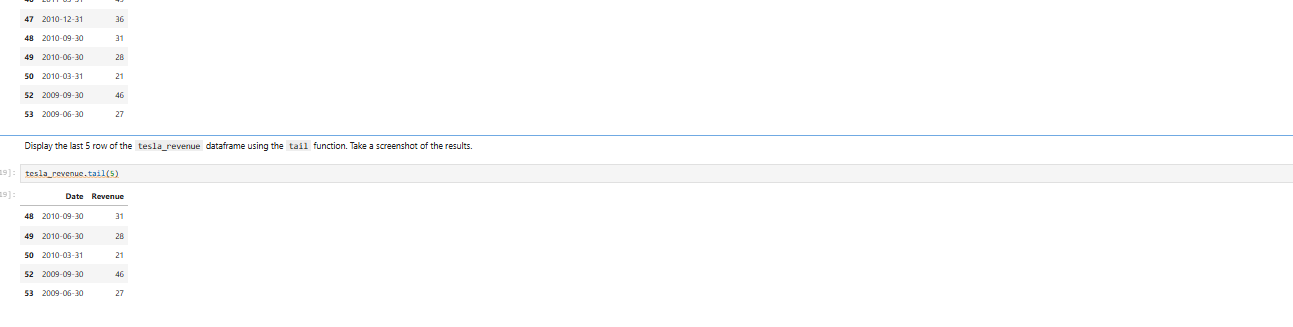 47 2010-12-31 36
48 2010-09-30 31
49 2010-06-30 28
50 2010-03-31 21
52 2009-09-30 46
53 2009-06-30 27
Display the last 5 row of the tesla_revenue dataframe using the tail function. Take a screenshot of the results.
19]: tesla_revenue.tail(5)
19]:
Date Revenue
48 2010-09-30 31
49 2010-06-30 28
50 2010-03-31 21
52 2009-09-30 46
53 2009-06-30 27